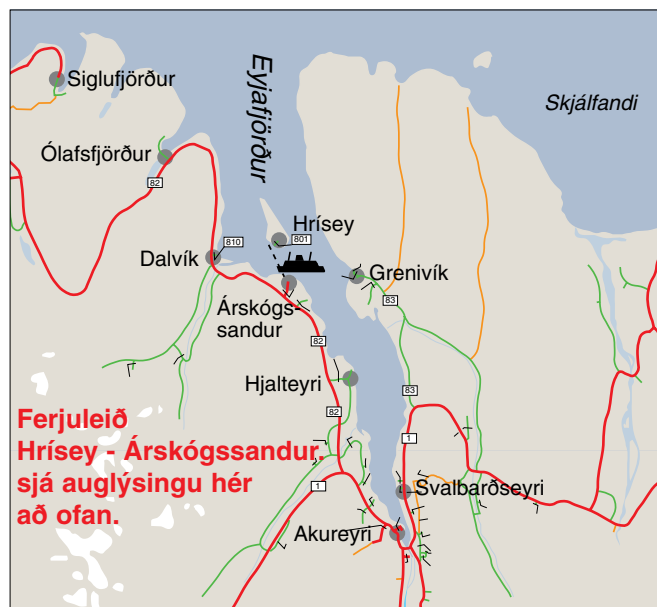 Siglufjörður
Eyjafjörður
Skjálfandi
Ólafsfjörður
82
Hrísey
801
810
Dalvík
Grenivík
Árskógs-
sandur
83
82
Hjalteyri
83
82
1
Ferjuleið
Hrísey - Árskógssandur.
sjá auglýsingu hér
að ofan.
1
Svalbarðseyri
Akureyri